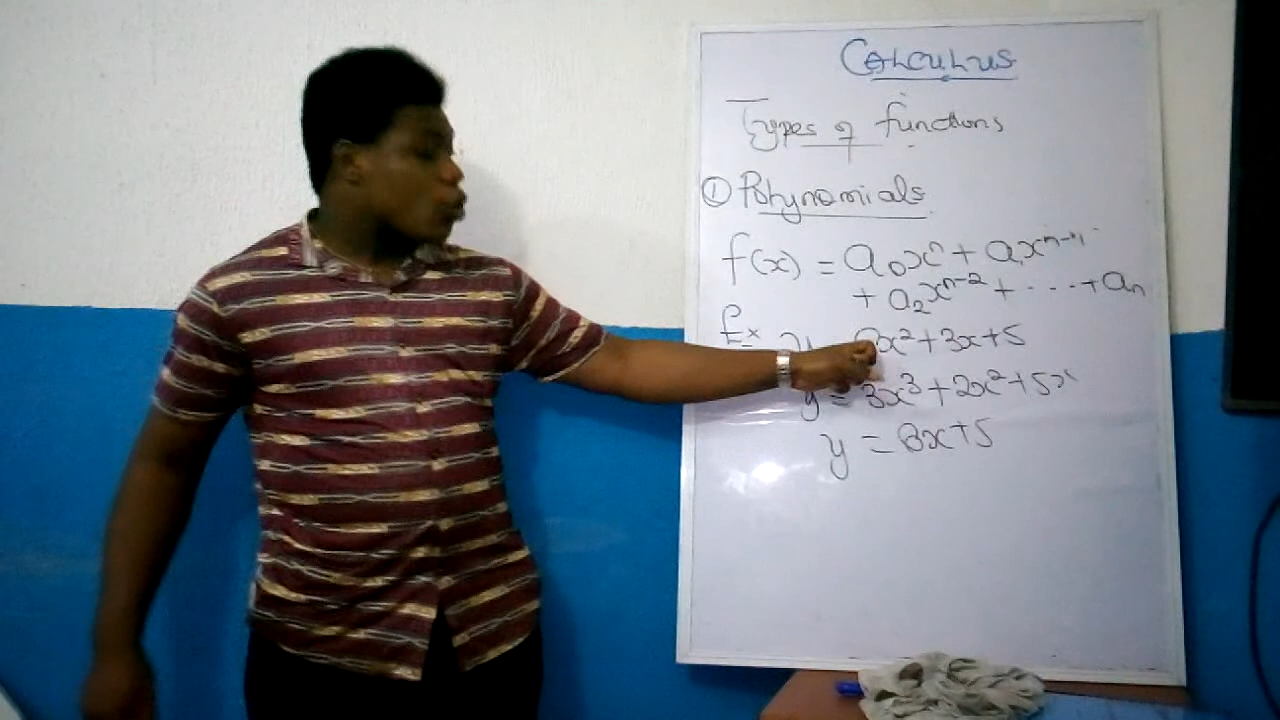 Calculus
Types of functions
① Polynomials
f(x) = a₀xⁿ + a₁xⁿ⁻¹
+ a₂xⁿ⁻² + ····+ aₙ
Ex y x² + 3x + 5
y = 3x³ + 2x² + 5x
y = 3x + 5